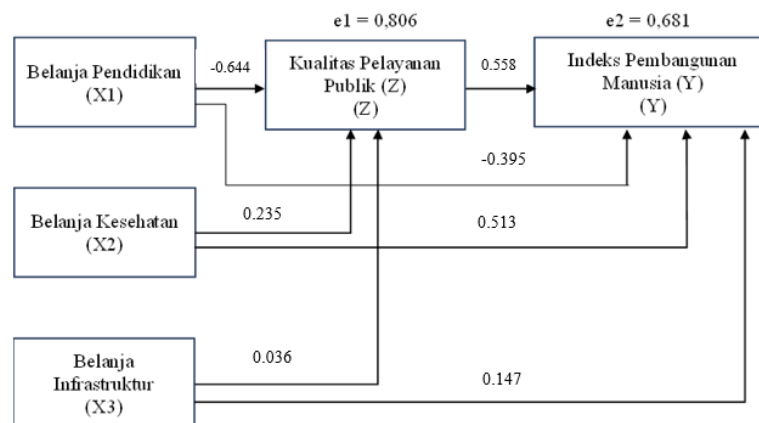 e1 = 0,806
e2 = 0,681
Belanja Pendidikan
(X1)
-0.644
Kualitas Pelayanan
Publik (Z)
(Z)
0.558
Indeks Pembangunan
Manusia (Y)
(Y)
-0.395
Belanja Kesehatan
(X2)
0.235
0.513
Belanja
Infrastruktur
(X3)
0.036
0.147